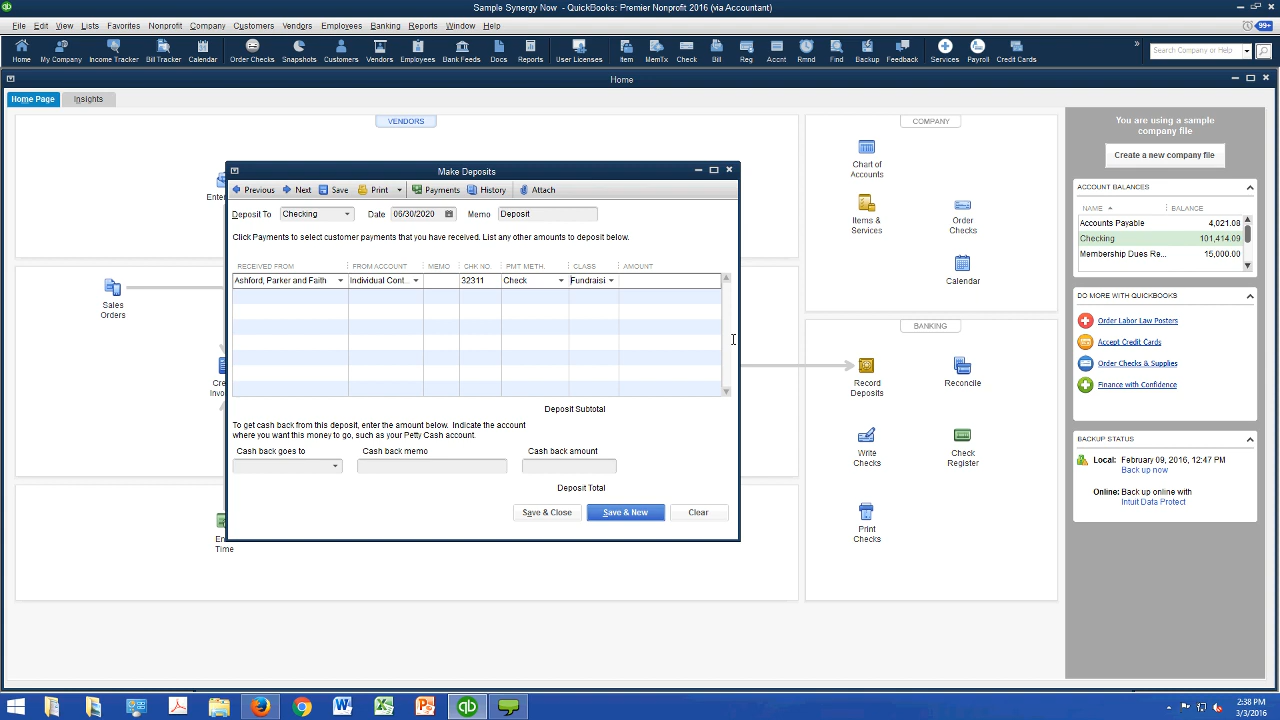 Sample Synergy Now - QuickBooks: Premier Nonprofit 2016 (via Accountant)
File Edit View Lists Favorites Nonprofit Company Customers Vendors Employees Banking Reports Window Help 99+
Home My Company Income Tracker Bill Tracker Calendar Order Checks Snapshots Customers Vendors Employees Bank Feeds Docs Reports User Licenses Item MemTx Check Bill Reg Accnt Rmnd Find Backup Feedback Services Payroll Credit Cards » Search Company or Help
Home
Home Page Insights
VENDORS
COMPANY
Chart of
Accounts
Items &
Services
Order
Checks
Calendar
BANKING
Record
Deposits
Reconcile
Write
Checks
Check
Register
Print
Checks
Sales
Orders
Enter
Cre
Invoi
En
Time
Make Deposits
Previous Next Save Print Payments History Attach
Deposit To Checking Date 06/30/2020 Memo Deposit
Click Payments to select customer payments that you have received. List any other amounts to deposit below.
RECEIVED FROM FROM ACCOUNT MEMO CHK NO. PMT METH. CLASS AMOUNT
Ashford, Parker and Faith Individual Cont... 32311 Check Fundraisi
Deposit Subtotal
To get cash back from this deposit, enter the amount below. Indicate the account
where you want this money to go, such as your Petty Cash account.
Cash back goes to Cash back memo Cash back amount
Deposit Total
Save & Close Save & New Clear
You are using a sample
company file
Create a new company file
ACCOUNT BALANCES
NAME BALANCE
Accounts Payable 4,021.08
Checking 101,414.09
Membership Dues Re... 15,000.00
DO MORE WITH QUICKBOOKS
Order Labor Law Posters
Accept Credit Cards
Order Checks & Supplies
Finance with Confidence
BACKUP STATUS
Local: February 09, 2016, 12:47 PM
Back up now
Online: Back up online with
Intuit Data Protect
2:38 PM
3/3/2016